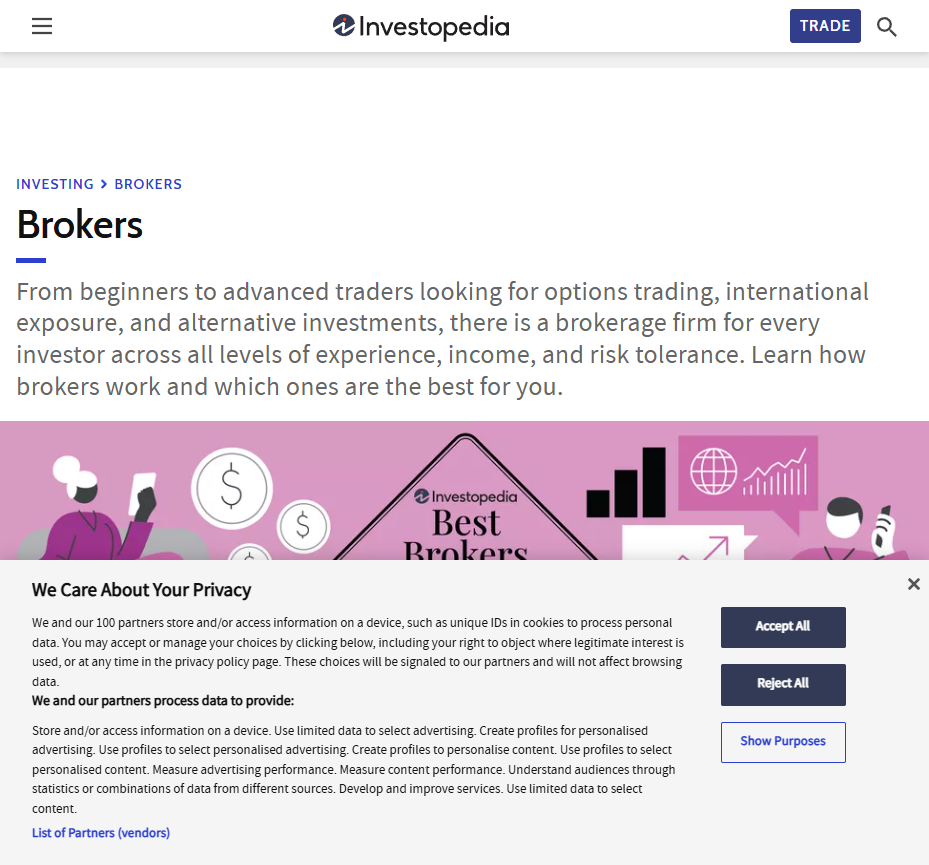 Investopedia
TRADE
INVESTING > BROKERS
Brokers
From beginners to advanced traders looking for options trading, international
exposure, and alternative investments, there is a brokerage firm for every
investor across all levels of experience, income, and risk tolerance. Learn how
brokers work and which ones are the best for you.
Investopedia
Best
Brokers
We Care About Your Privacy
We and our 100 partners store and/or access information on a device, such as unique IDs in cookies to process personal
data. You may accept or manage your choices by clicking below, including your right to object where legitimate interest is
used, or at any time in the privacy policy page. These choices will be signaled to our partners and will not affect browsing
data.
We and our partners process data to provide:
Store and/or access information on a device. Use limited data to select advertising. Create profiles for personalised
advertising. Use profiles to select personalised advertising. Create profiles to personalise content. Use profiles to select
personalised content. Measure advertising performance. Measure content performance. Understand audiences through
statistics or combinations of data from different sources. Develop and improve services. Use limited data to select
content.
List of Partners (vendors)
Accept All
Reject All
Show Purposes